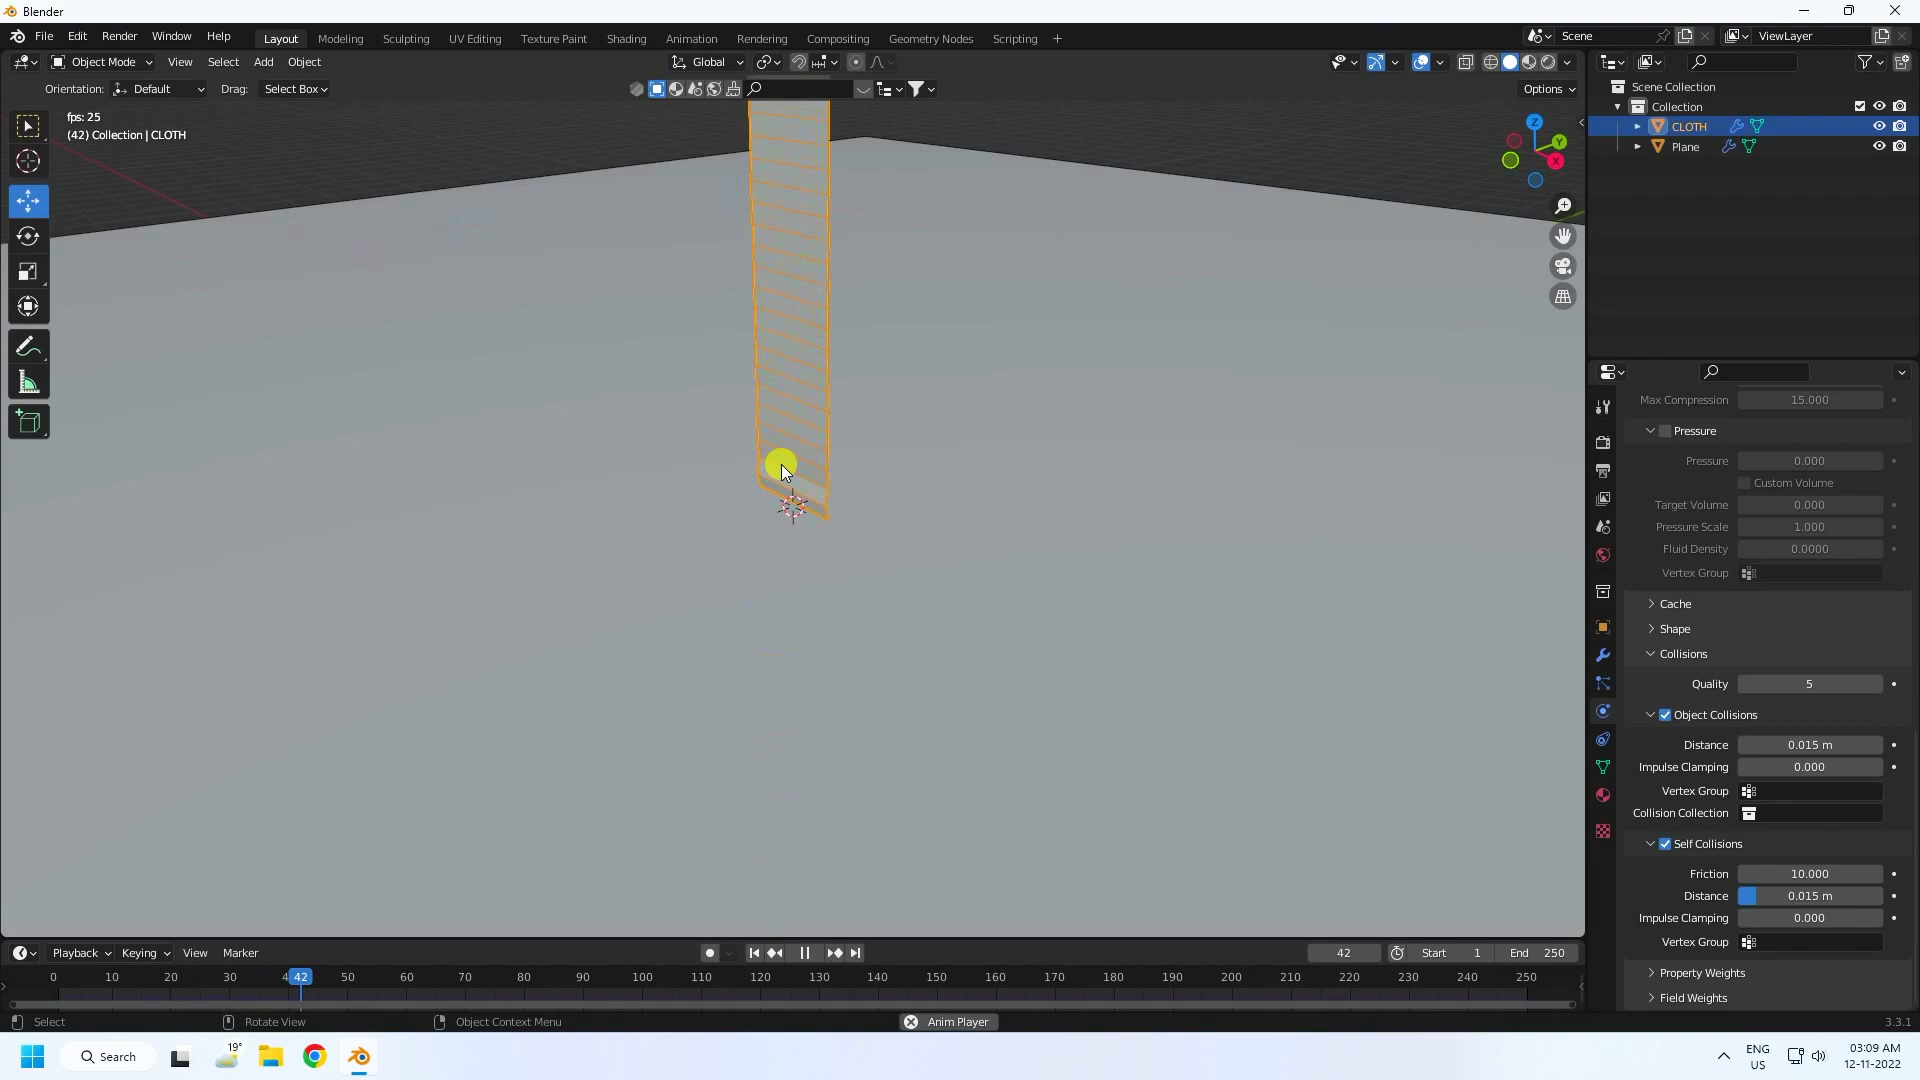 Blender
File Edit Render Window Help
Layout Modeling Sculpting UV Editing Texture Paint Shading Animation Rendering Compositing Geometry Nodes Scripting +
Scene
ViewLayer
Object Mode View Select Add Object
Global
Orientation: Default Drag: Select Box
Options
fps: 25
(42) Collection | CLOTH
Z
Y
X
Scene Collection
Collection
CLOTH
Plane
Max Compression 15.000
Pressure
Pressure 0.000
Custom Volume
Target Volume 0.000
Pressure Scale 1.000
Fluid Density 0.0000
Vertex Group
Cache
Shape
Collisions
Quality 5
Object Collisions
Distance 0.015 m
Impulse Clamping 0.000
Vertex Group
Collision Collection
Self Collisions
Friction 10.000
Distance 0.015 m
Impulse Clamping 0.000
Vertex Group
Property Weights
Field Weights
Playback Keying View Marker
42 Start 1 End 250
0 10 20 30 4 42 50 60 70 80 90 100 110 120 130 140 150 160 170 180 190 200 210 220 230 240 250
Select Rotate View Object Context Menu Anim Player 3.3.1
Search 19° ENG US 03:09 AM 12-11-2022